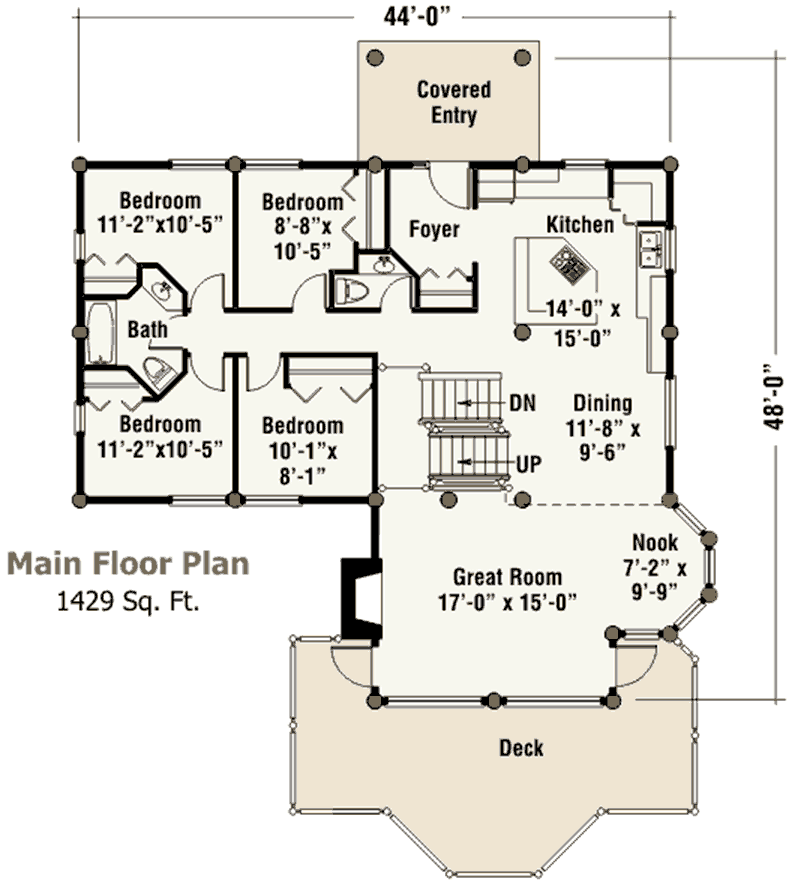 44'-0"
Covered
Entry
Bedroom
11'-2"x10'-5"
Bedroom
8'-8"x
10'-5"
Foyer
Kitchen
14'-0" x
15'-0"
Bath
Bedroom
11'-2"x10'-5"
Bedroom
10'-1"x
8'-1"
DN
UP
Dining
11'-8" x
9'-6"
48'-0"
Main Floor Plan
1429 Sq. Ft.
Great Room
17'-0" x 15'-0"
Nook
7'-2" x
9'-9"
Deck